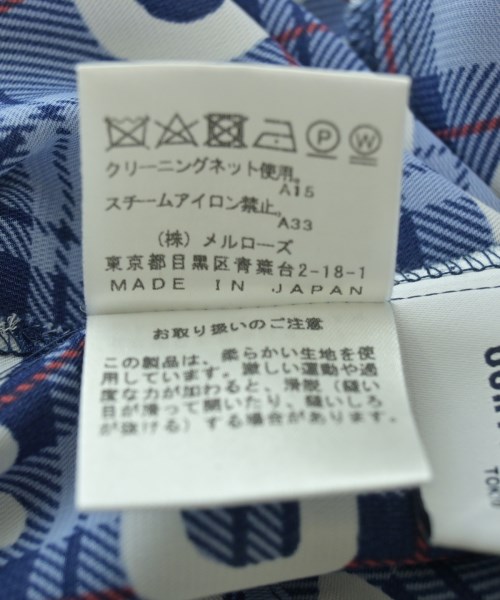 P W
クリーニングネット使用。
A15
スチームアイロン禁止。
A33
（株）メルローズ
東京都目黒区青葉台2-18-1
MADE IN JAPAN
お取り扱いのご注意
この製品は、柔らかい生地を使
用しています。激しい運動や過
度な力が加わると、滑脱（縫い
目が滑って開いたり、縫いしろ
が抜ける）する場合があります。